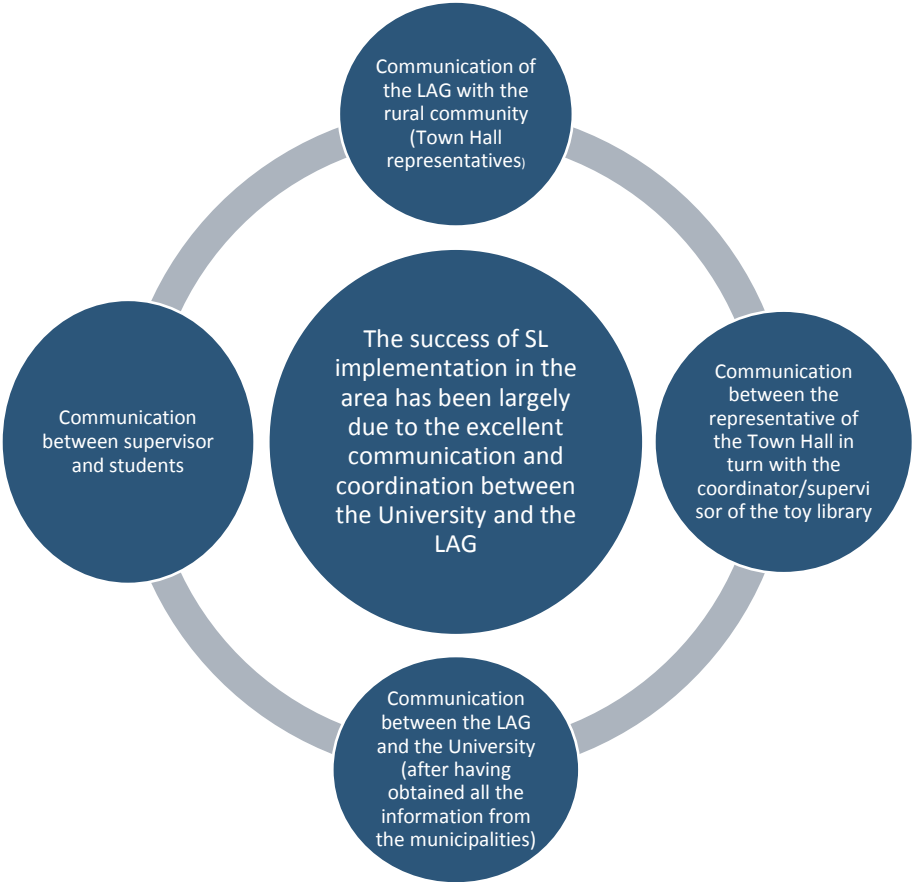 Communication of
the LAG with the
rural community
(Town Hall
representatives)
The success of SL
implementation in the
area has been largely
due to the excellent
communication and
coordination between
the University and the
LAG
Communication
between the
representative of
the Town Hall in
turn with the
coordinator/supervi
sor of the toy library
Communication
between the LAG
and the University
(after having
obtained all the
information from
the municipalities)
Communication
between supervisor
and students